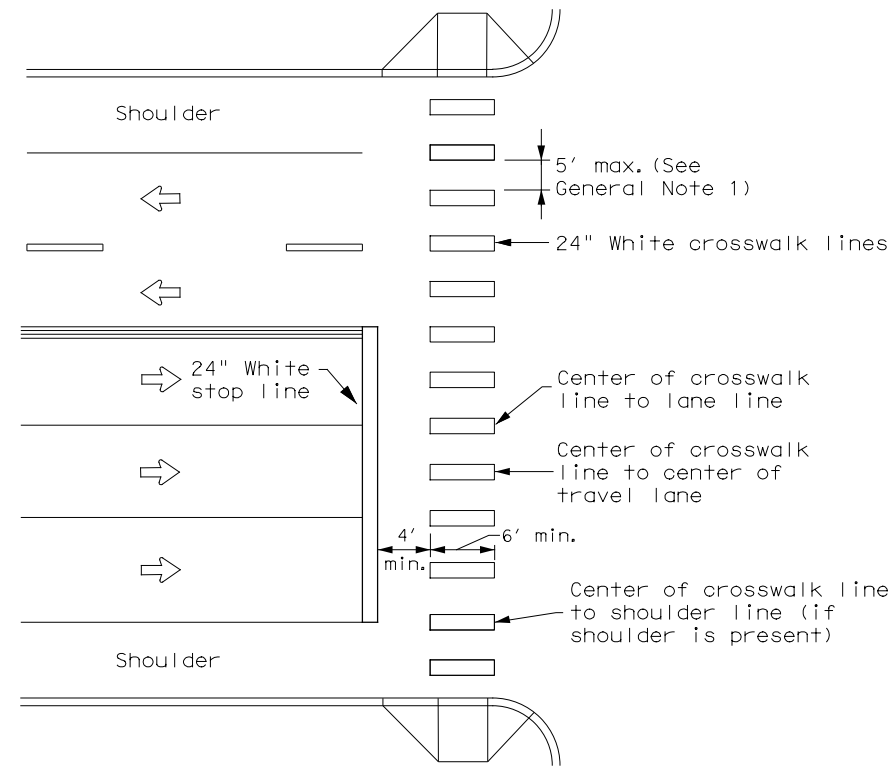 Shoulder
5' max. (See
General Note 1)
24" White crosswalk lines
24" White
stop line
Center of crosswalk
line to lane line
Center of crosswalk
line to center of
travel lane
4'
min.
6' min.
Center of crosswalk line
to shoulder line (if
shoulder is present)
Shoulder